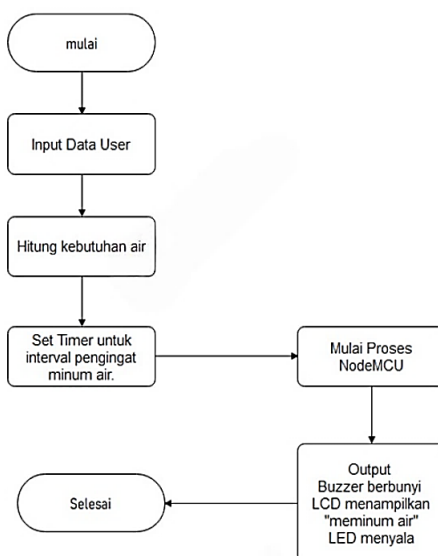 mulai
Input Data User
Hitung kebutuhan air
Set Timer untuk
interval pengingat
minum air.
Mulai Proses
NodeMCU
Output
Buzzer berbunyi
LCD menampilkan
"meminum air"
LED menyala
Selesai